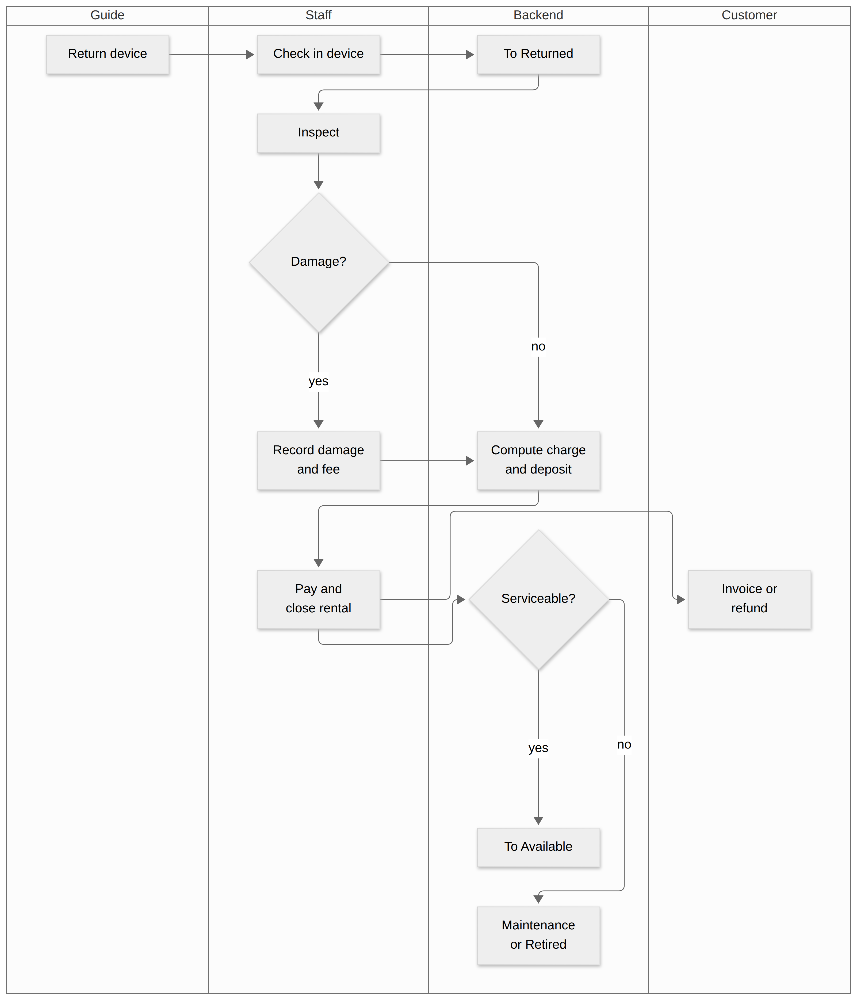 Guide
Staff
Backend
Customer
Return device
Check in device
To Returned
Inspect
Damage?
no
yes
Record damage
and fee
Compute charge
and deposit
Pay and
close rental
Serviceable?
Invoice or
refund
yes
no
To Available
Maintenance
or Retired